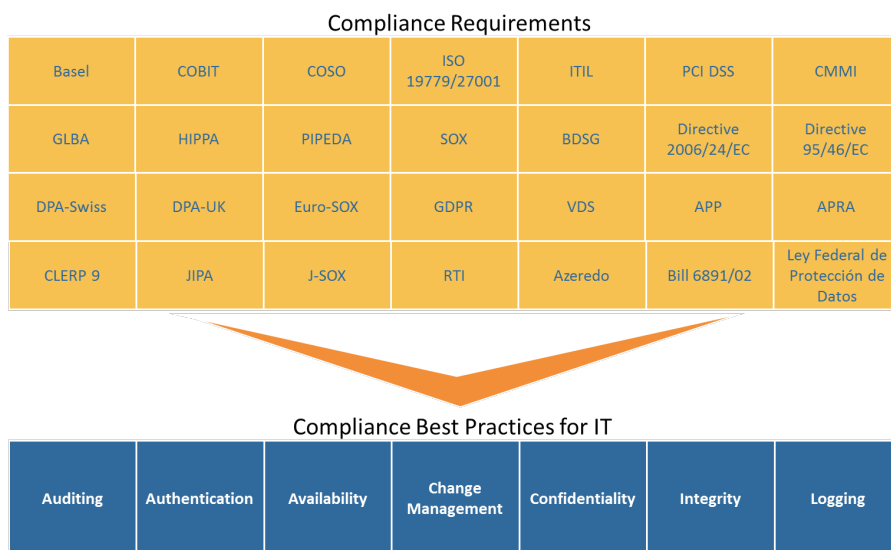 Compliance Requirements
Basel
COBIT
COSO
ISO
19779/27001
ITIL
PCI DSS
CMMI
GLBA
HIPPA
PIPEDA
SOX
BDSG
Directive
2006/24/EC
Directive
95/46/EC
DPA-Swiss
DPA-UK
Euro-SOX
GDPR
VDS
APP
APRA
CLERP 9
JIPA
J-SOX
RTI
Azeredo
Bill 6891/02
Ley Federal de
Protección de
Datos
Compliance Best Practices for IT
Auditing
Authentication
Availability
Change
Management
Confidentiality
Integrity
Logging